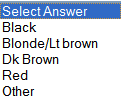 Select Answer
Black
Blonde/Lt brown
Dk Brown
Red
Other